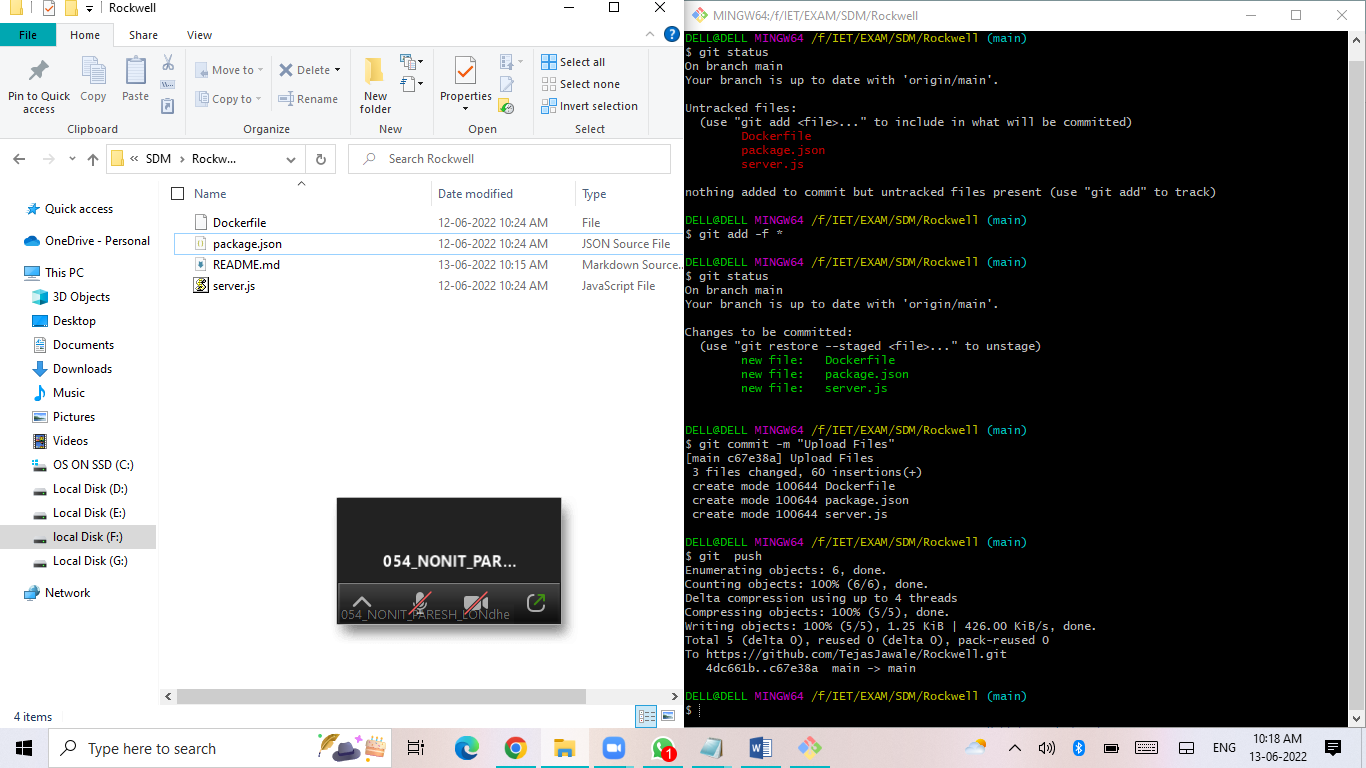 Rockwell
File Home Share View
Pin to Quick access
Copy
Paste
Clipboard
Move to
Copy to
Delete
Rename
Organize
New folder
New
Properties
Open
Select all
Select none
Invert selection
Select
« SDM › Rockw...
Search Rockwell
Name Date modified Type
Dockerfile 12-06-2022 10:24 AM File
package.json 12-06-2022 10:24 AM JSON Source File
README.md 13-06-2022 10:15 AM Markdown Source...
server.js 12-06-2022 10:24 AM JavaScript File
Quick access
OneDrive - Personal
This PC
3D Objects
Desktop
Documents
Downloads
Music
Pictures
Videos
OS ON SSD (C:)
Local Disk (D:)
Local Disk (E:)
local Disk (F:)
Local Disk (G:)
Network
054_NONIT_PAR...
054_NONIT_PARESH_LONdhe
4 items
MINGW64:/f/IET/EXAM/SDM/Rockwell
DELL@DELL MINGW64 /f/IET/EXAM/SDM/Rockwell (main)
$ git status
On branch main
Your branch is up to date with 'origin/main'.
Untracked files:
(use "git add <file>..." to include in what will be committed)
Dockerfile
package.json
server.js
nothing added to commit but untracked files present (use "git add" to track)
DELL@DELL MINGW64 /f/IET/EXAM/SDM/Rockwell (main)
$ git add -f *
DELL@DELL MINGW64 /f/IET/EXAM/SDM/Rockwell (main)
$ git status
On branch main
Your branch is up to date with 'origin/main'.
Changes to be committed:
(use "git restore --staged <file>..." to unstage)
new file: Dockerfile
new file: package.json
new file: server.js
DELL@DELL MINGW64 /f/IET/EXAM/SDM/Rockwell (main)
$ git commit -m "Upload Files"
[main c67e38a] Upload Files
3 files changed, 60 insertions(+)
create mode 100644 Dockerfile
create mode 100644 package.json
create mode 100644 server.js
DELL@DELL MINGW64 /f/IET/EXAM/SDM/Rockwell (main)
$ git  push
Enumerating objects: 6, done.
Counting objects: 100% (6/6), done.
Delta compression using up to 4 threads
Compressing objects: 100% (5/5), done.
Writing objects: 100% (5/5), 1.25 KiB | 426.00 KiB/s, done.
Total 5 (delta 0), reused 0 (delta 0), pack-reused 0
To https://github.com/TejasJawale/Rockwell.git
4dc661b..c67e38a  main -> main
DELL@DELL MINGW64 /f/IET/EXAM/SDM/Rockwell (main)
$
Type here to search
1
ENG
10:18 AM
13-06-2022